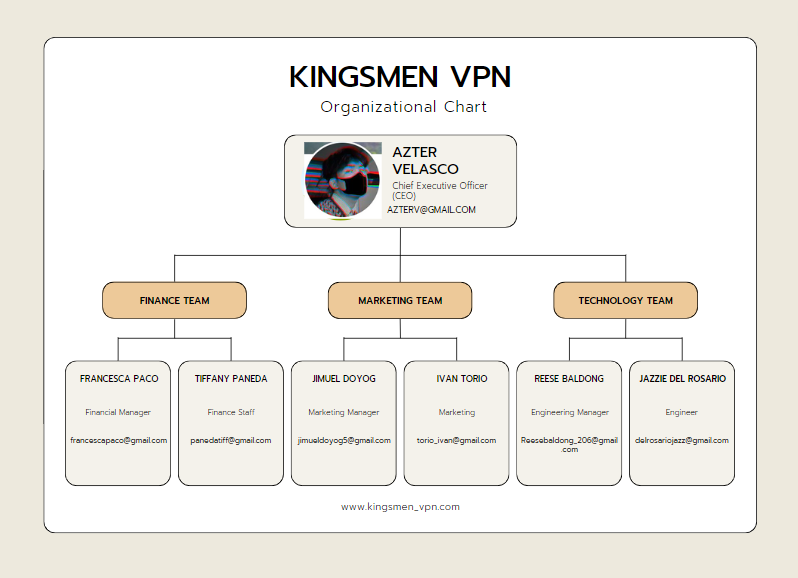 KINGSMEN VPN
Organizational Chart
AZTER
VELASCO
Chief Executive Officer
(CEO)
AZTERV@GMAIL.COM
FINANCE TEAM
MARKETING TEAM
TECHNOLOGY TEAM
FRANCESCA PACO
Financial Manager
francescapaco@gmail.com
TIFFANY PANEDA
Finance Staff
panedatiff@gmail.com
JIMUEL DOYOG
Marketing Manager
jimueldoyog5@gmail.com
IVAN TORIO
Marketing
torio_ivan@gmail.com
REESE BALDONG
Engineering Manager
Reesebaldong_206@gmail
.com
JAZZIE DEL ROSARIO
Engineer
delrosariojazz@gmail.com
www.kingsmen_vpn.com